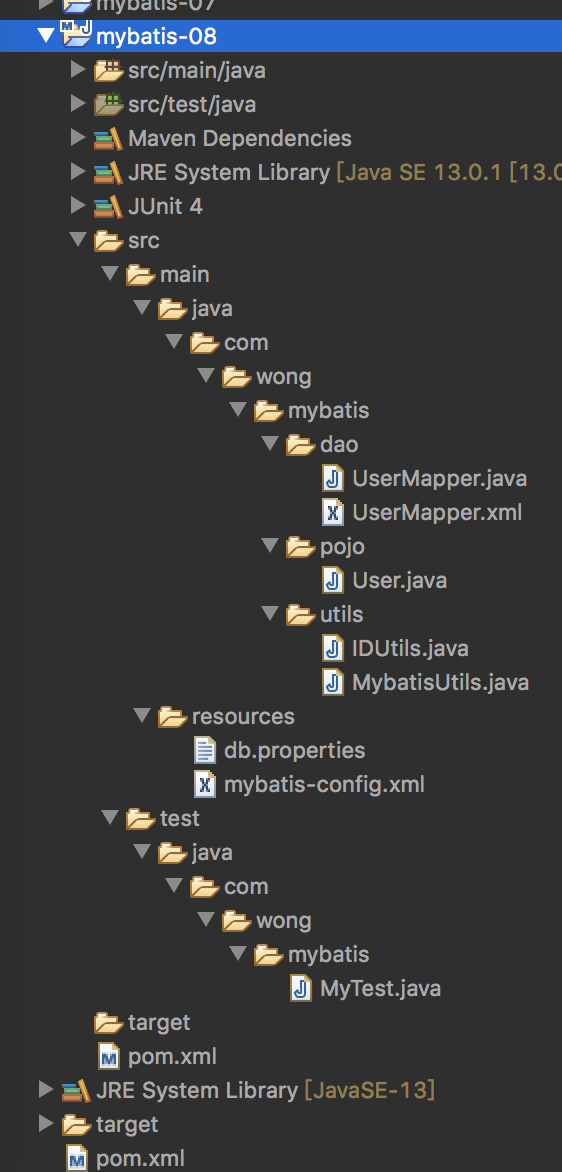 mybatis-07
mybatis-08
src/main/java
src/test/java
Maven Dependencies
JRE System Library [Java SE 13.0.1 [13.0
JUnit 4
src
main
java
com
wong
mybatis
dao
UserMapper.java
UserMapper.xml
pojo
User.java
utils
IDUtils.java
MybatisUtils.java
resources
db.properties
mybatis-config.xml
test
java
com
wong
mybatis
MyTest.java
target
pom.xml
JRE System Library [JavaSE-13]
target
pom.xml